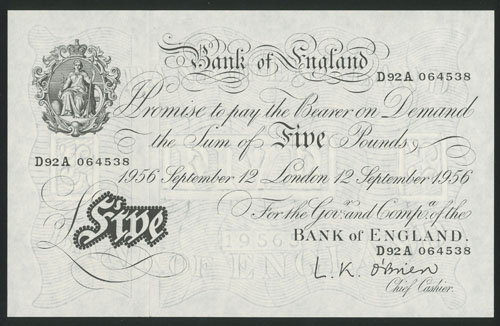 Bank of England
D92A 064538
I Promise to pay the Bearer on Demand
the Sum of Five Pounds
D92A 064538
1956 September 12 London 12 September 1956
For the Govr. and Compa. of the
BANK OF ENGLAND.
Five
D92A 064538
L. K. O'Brien
Chief Cashier.